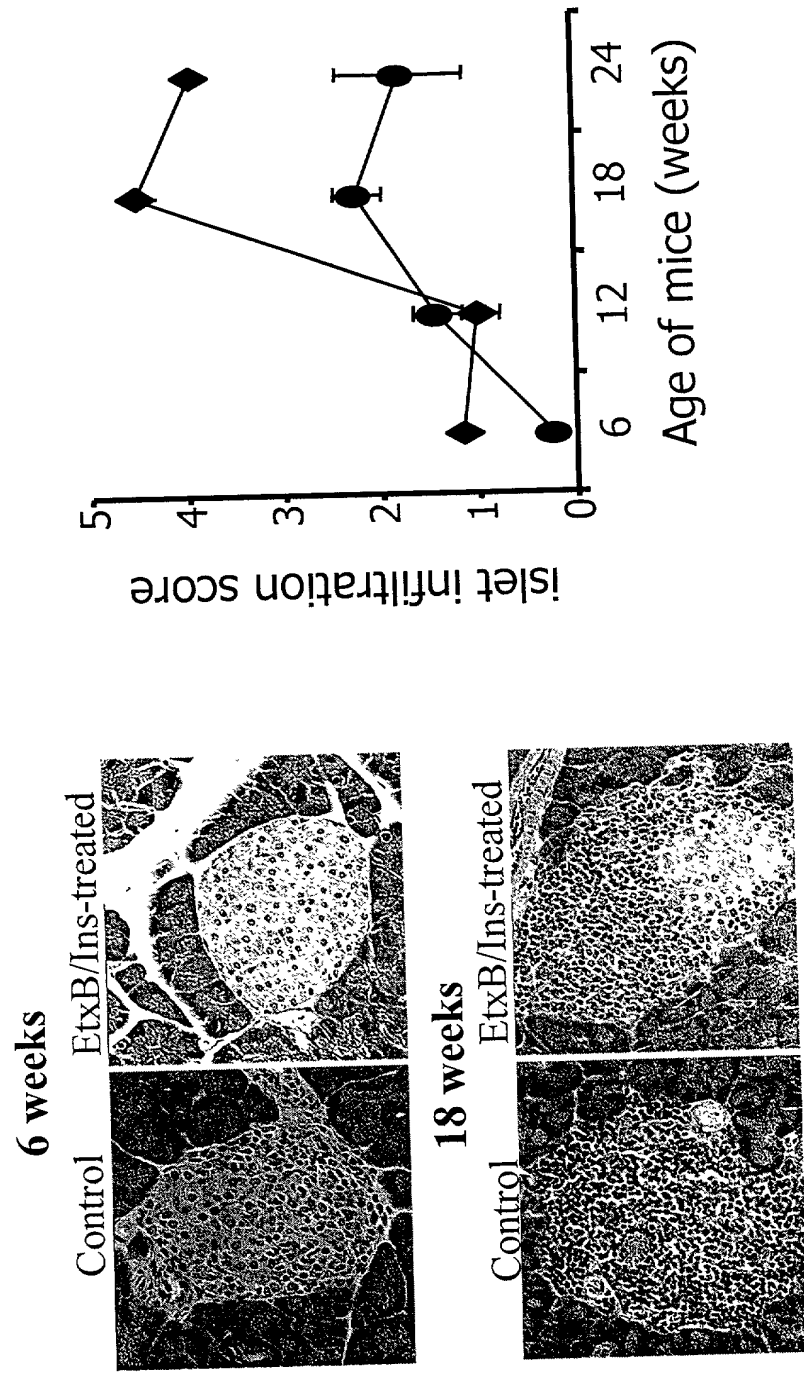 6 weeks
Control EtxB/Ins-treated
18 weeks
Control EtxB/Ins-treated
islet infiltration score
5
4
3
2
1
0
6 12 18 24
Age of mice (weeks)